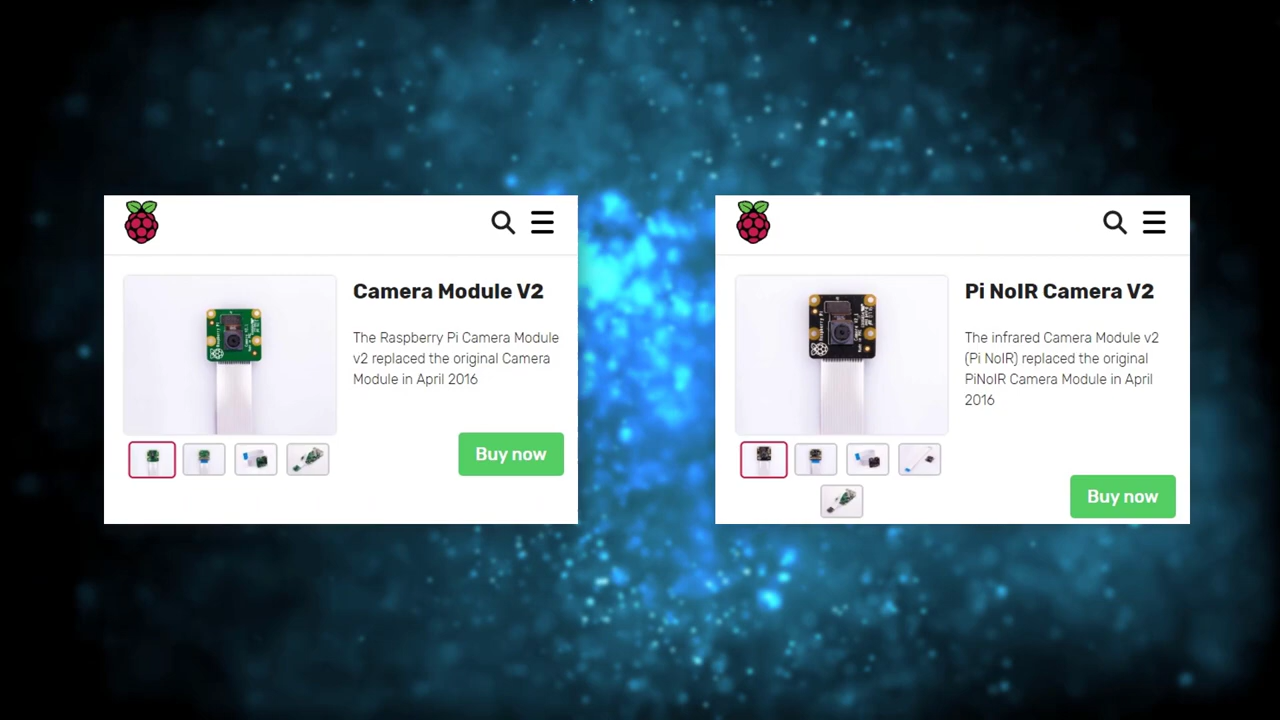 Camera Module V2
The Raspberry Pi Camera Module
v2 replaced the original Camera
Module in April 2016
Buy now
Pi NoIR Camera V2
The infrared Camera Module v2
(Pi NoIR) replaced the original
PiNoIR Camera Module in April
2016
Buy now